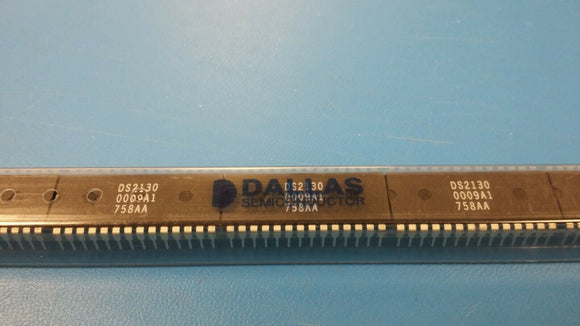 DS2130
0009A1
758AA
DALLAS
SEMICONDUCTOR
DS2130
0009A1
758AA
DS2130
0009A1
758AA